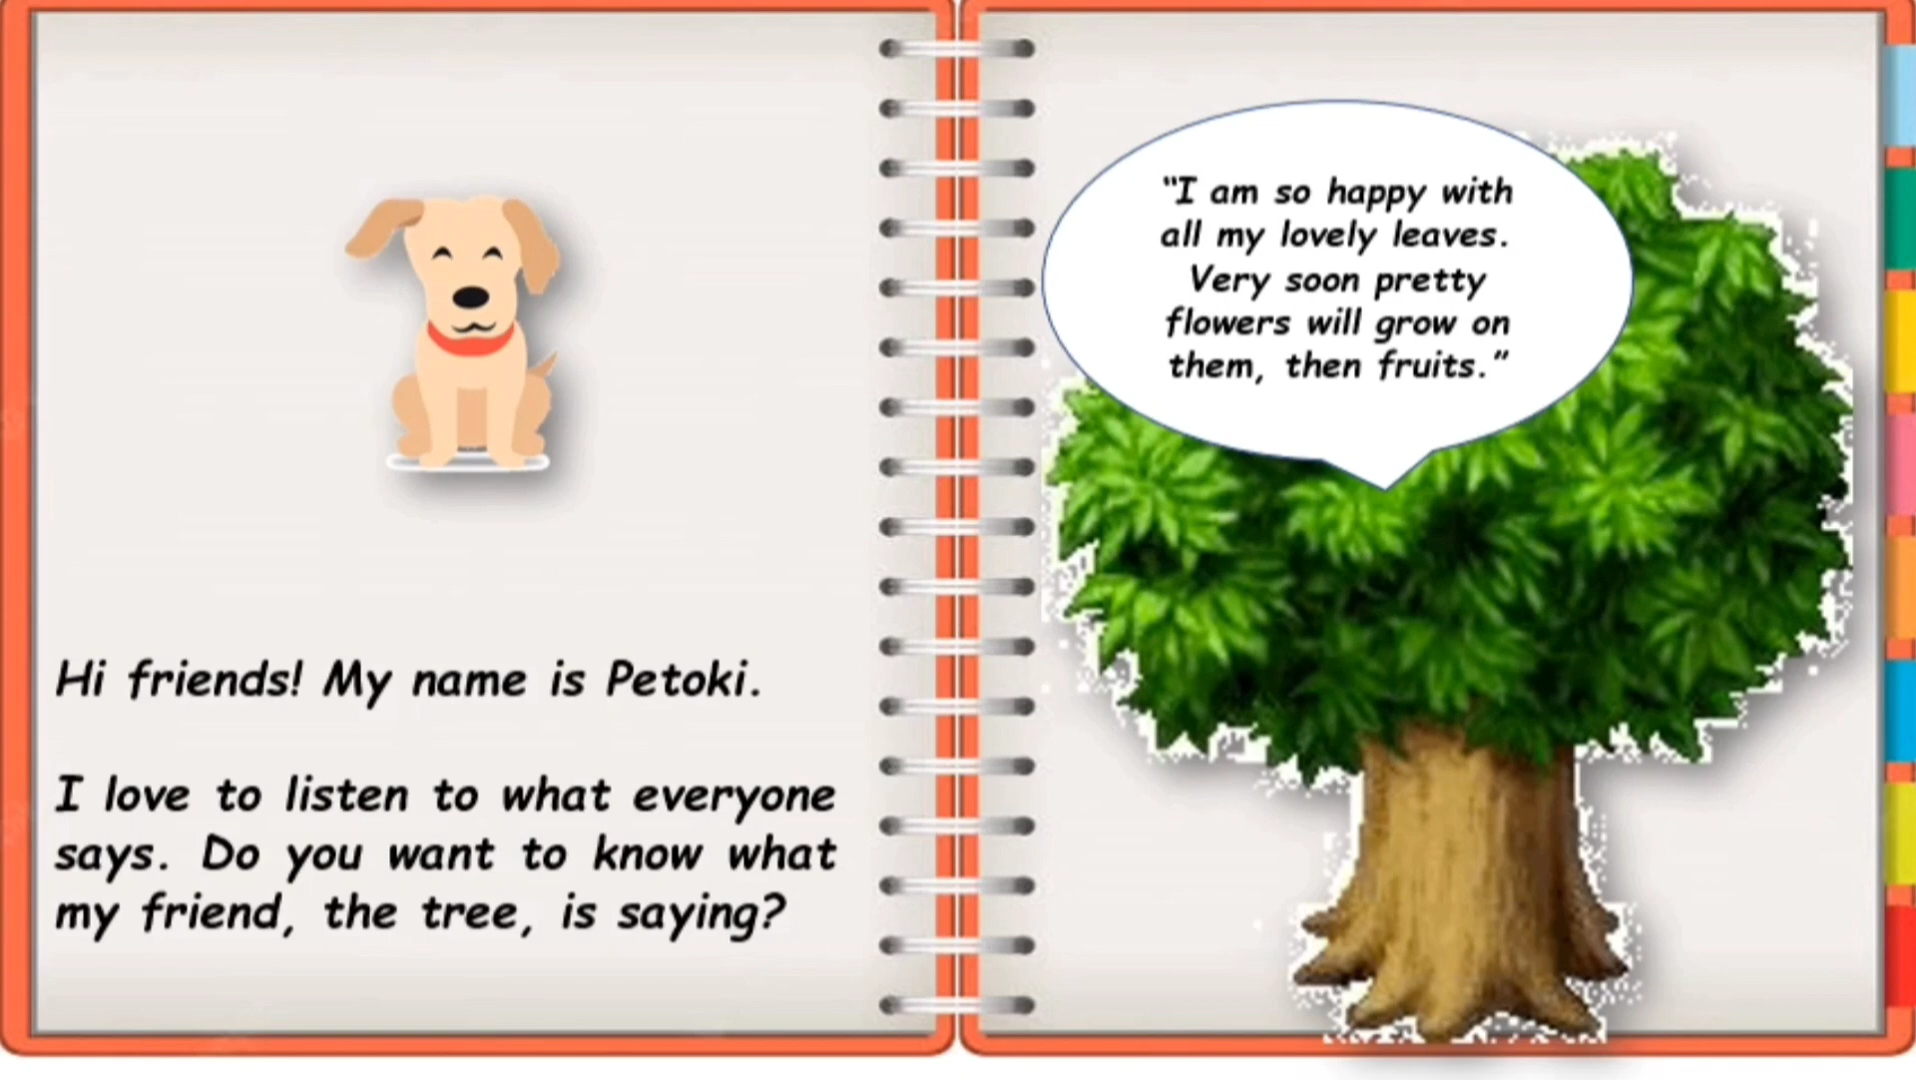 Hi friends! My name is Petoki.
I love to listen to what everyone
says. Do you want to know what
my friend, the tree, is saying?
“I am so happy with
all my lovely leaves.
Very soon pretty
flowers will grow on
them, then fruits.”